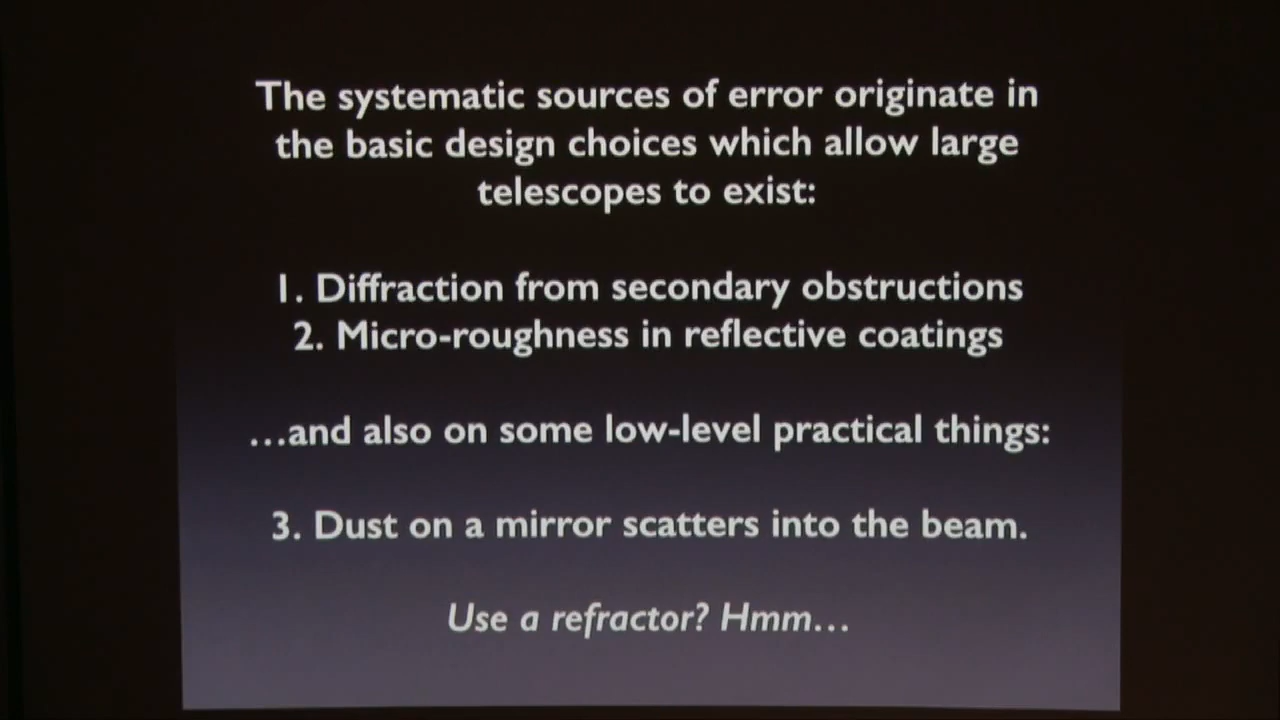 The systematic sources of error originate in
the basic design choices which allow large
telescopes to exist:
1. Diffraction from secondary obstructions
2. Micro-roughness in reflective coatings
…and also on some low-level practical things:
3. Dust on a mirror scatters into the beam.
Use a refractor? Hmm…